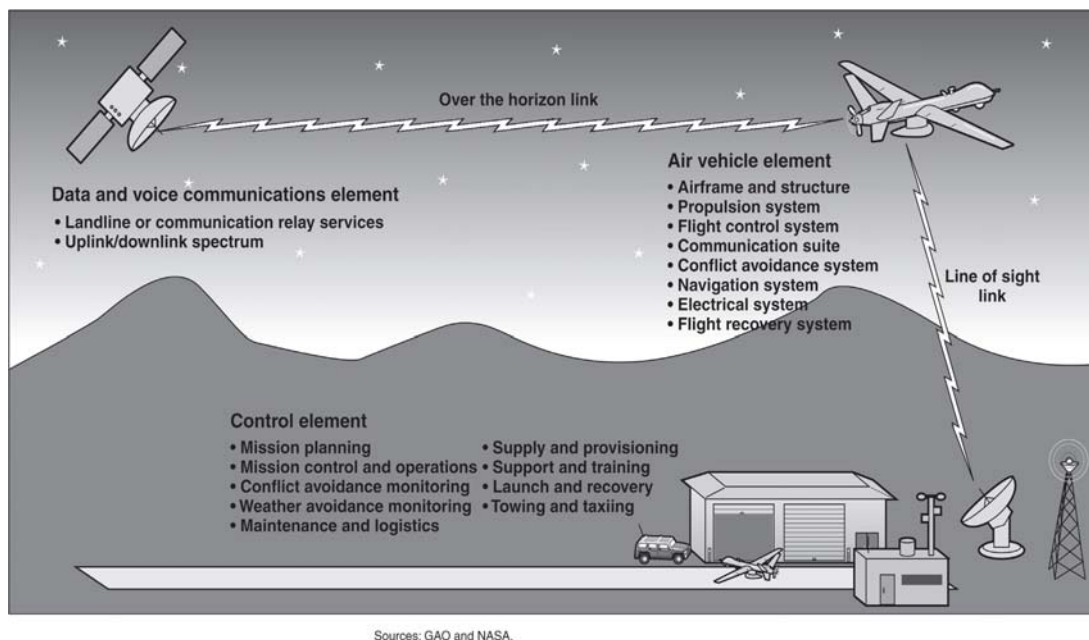 Over the horizon link
Data and voice communications element
• Landline or communication relay services
• Uplink/downlink spectrum
Air vehicle element
• Airframe and structure
• Propulsion system
• Flight control system
• Communication suite
• Conflict avoidance system
• Navigation system
• Electrical system
• Flight recovery system
Line of sight
link
Control element
• Mission planning
• Mission control and operations
• Conflict avoidance monitoring
• Weather avoidance monitoring
• Maintenance and logistics
• Supply and provisioning
• Support and training
• Launch and recovery
• Towing and taxiing
Sources: GAO and NASA.